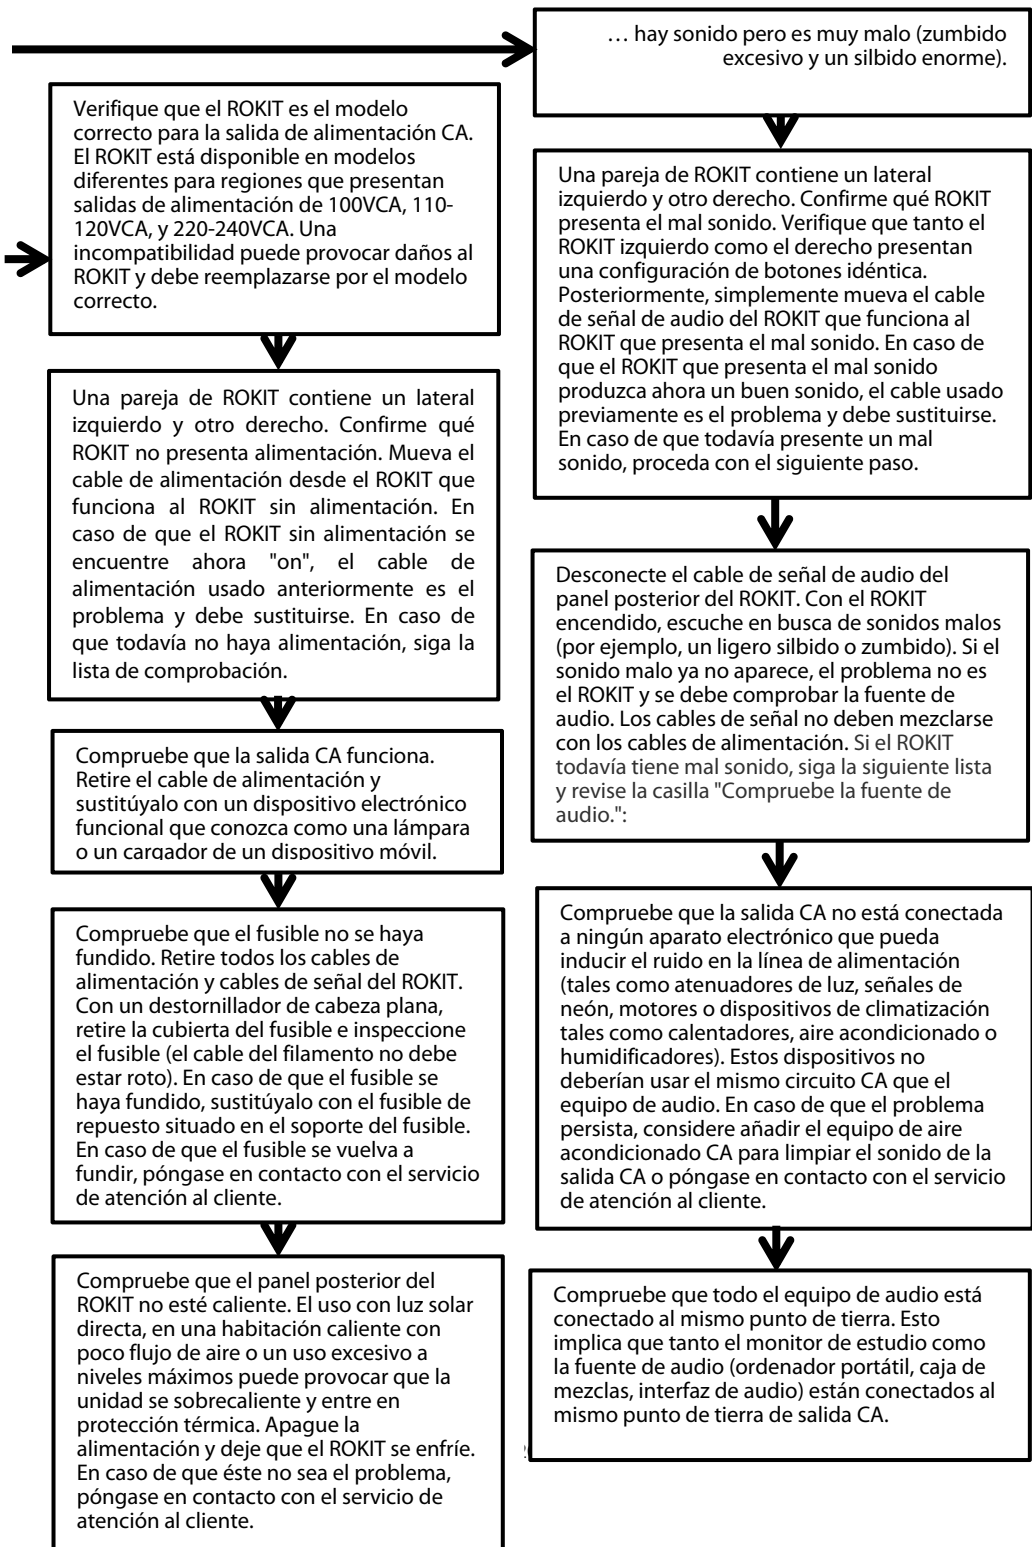 … hay sonido pero es muy malo (zumbido
excesivo y un silbido enorme).
Verifique que el ROKIT es el modelo
correcto para la salida de alimentación CA.
El ROKIT está disponible en modelos
diferentes para regiones que presentan
salidas de alimentación de 100VCA, 110-
120VCA, y 220-240VCA. Una
incompatibilidad puede provocar daños al
ROKIT y debe reemplazarse por el modelo
correcto.
Una pareja de ROKIT contiene un lateral
izquierdo y otro derecho. Confirme qué
ROKIT no presenta alimentación. Mueva el
cable de alimentación desde el ROKIT que
funciona al ROKIT sin alimentación. En
caso de que el ROKIT sin alimentación se
encuentre ahora "on", el cable de
alimentación usado anteriormente es el
problema y debe sustituirse. En caso de
que todavía no haya alimentación, siga la
lista de comprobación.
Compruebe que la salida CA funciona.
Retire el cable de alimentación y
sustitúyalo con un dispositivo electrónico
funcional que conozca como una lámpara
o un cargador de un dispositivo móvil.
Compruebe que el fusible no se haya
fundido. Retire todos los cables de
alimentación y cables de señal del ROKIT.
Con un destornillador de cabeza plana,
retire la cubierta del fusible e inspeccione
el fusible (el cable del filamento no debe
estar roto). En caso de que el fusible se
haya fundido, sustitúyalo con el fusible de
repuesto situado en el soporte del fusible.
En caso de que el fusible se vuelva a
fundir, póngase en contacto con el servicio
de atención al cliente.
Compruebe que el panel posterior del
ROKIT no esté caliente. El uso con luz solar
directa, en una habitación caliente con
poco flujo de aire o un uso excesivo a
niveles máximos puede provocar que la
unidad se sobrecaliente y entre en
protección térmica. Apague la
alimentación y deje que el ROKIT se enfríe.
En caso de que éste no sea el problema,
póngase en contacto con el servicio de
atención al cliente.
Una pareja de ROKIT contiene un lateral
izquierdo y otro derecho. Confirme qué ROKIT
presenta el mal sonido. Verifique que tanto el
ROKIT izquierdo como el derecho presentan
una configuración de botones idéntica.
Posteriormente, simplemente mueva el cable
de señal de audio del ROKIT que funciona al
ROKIT que presenta el mal sonido. En caso de
que el ROKIT que presenta el mal sonido
produzca ahora un buen sonido, el cable usado
previamente es el problema y debe sustituirse.
En caso de que todavía presente un mal
sonido, proceda con el siguiente paso.
Desconecte el cable de señal de audio del
panel posterior del ROKIT. Con el ROKIT
encendido, escuche en busca de sonidos malos
(por ejemplo, un ligero silbido o zumbido). Si el
sonido malo ya no aparece, el problema no es
el ROKIT y se debe comprobar la fuente de
audio. Los cables de señal no deben mezclarse
con los cables de alimentación. Si el ROKIT
todavía tiene mal sonido, siga la siguiente lista
y revise la casilla "Compruebe la fuente de
audio.":
Compruebe que la salida CA no está conectada
a ningún aparato electrónico que pueda
inducir el ruido en la línea de alimentación
(tales como atenuadores de luz, señales de
neón, motores o dispositivos de climatización
tales como calentadores, aire acondicionado o
humidificadores). Estos dispositivos no
deberían usar el mismo circuito CA que el
equipo de audio. En caso de que el problema
persista, considere añadir el equipo de aire
acondicionado CA para limpiar el sonido de la
salida CA o póngase en contacto con el servicio
de atención al cliente.
Compruebe que todo el equipo de audio está
conectado al mismo punto de tierra. Esto
implica que tanto el monitor de estudio como
la fuente de audio (ordenador portátil, caja de
mezclas, interfaz de audio) están conectados al
mismo punto de tierra de salida CA.